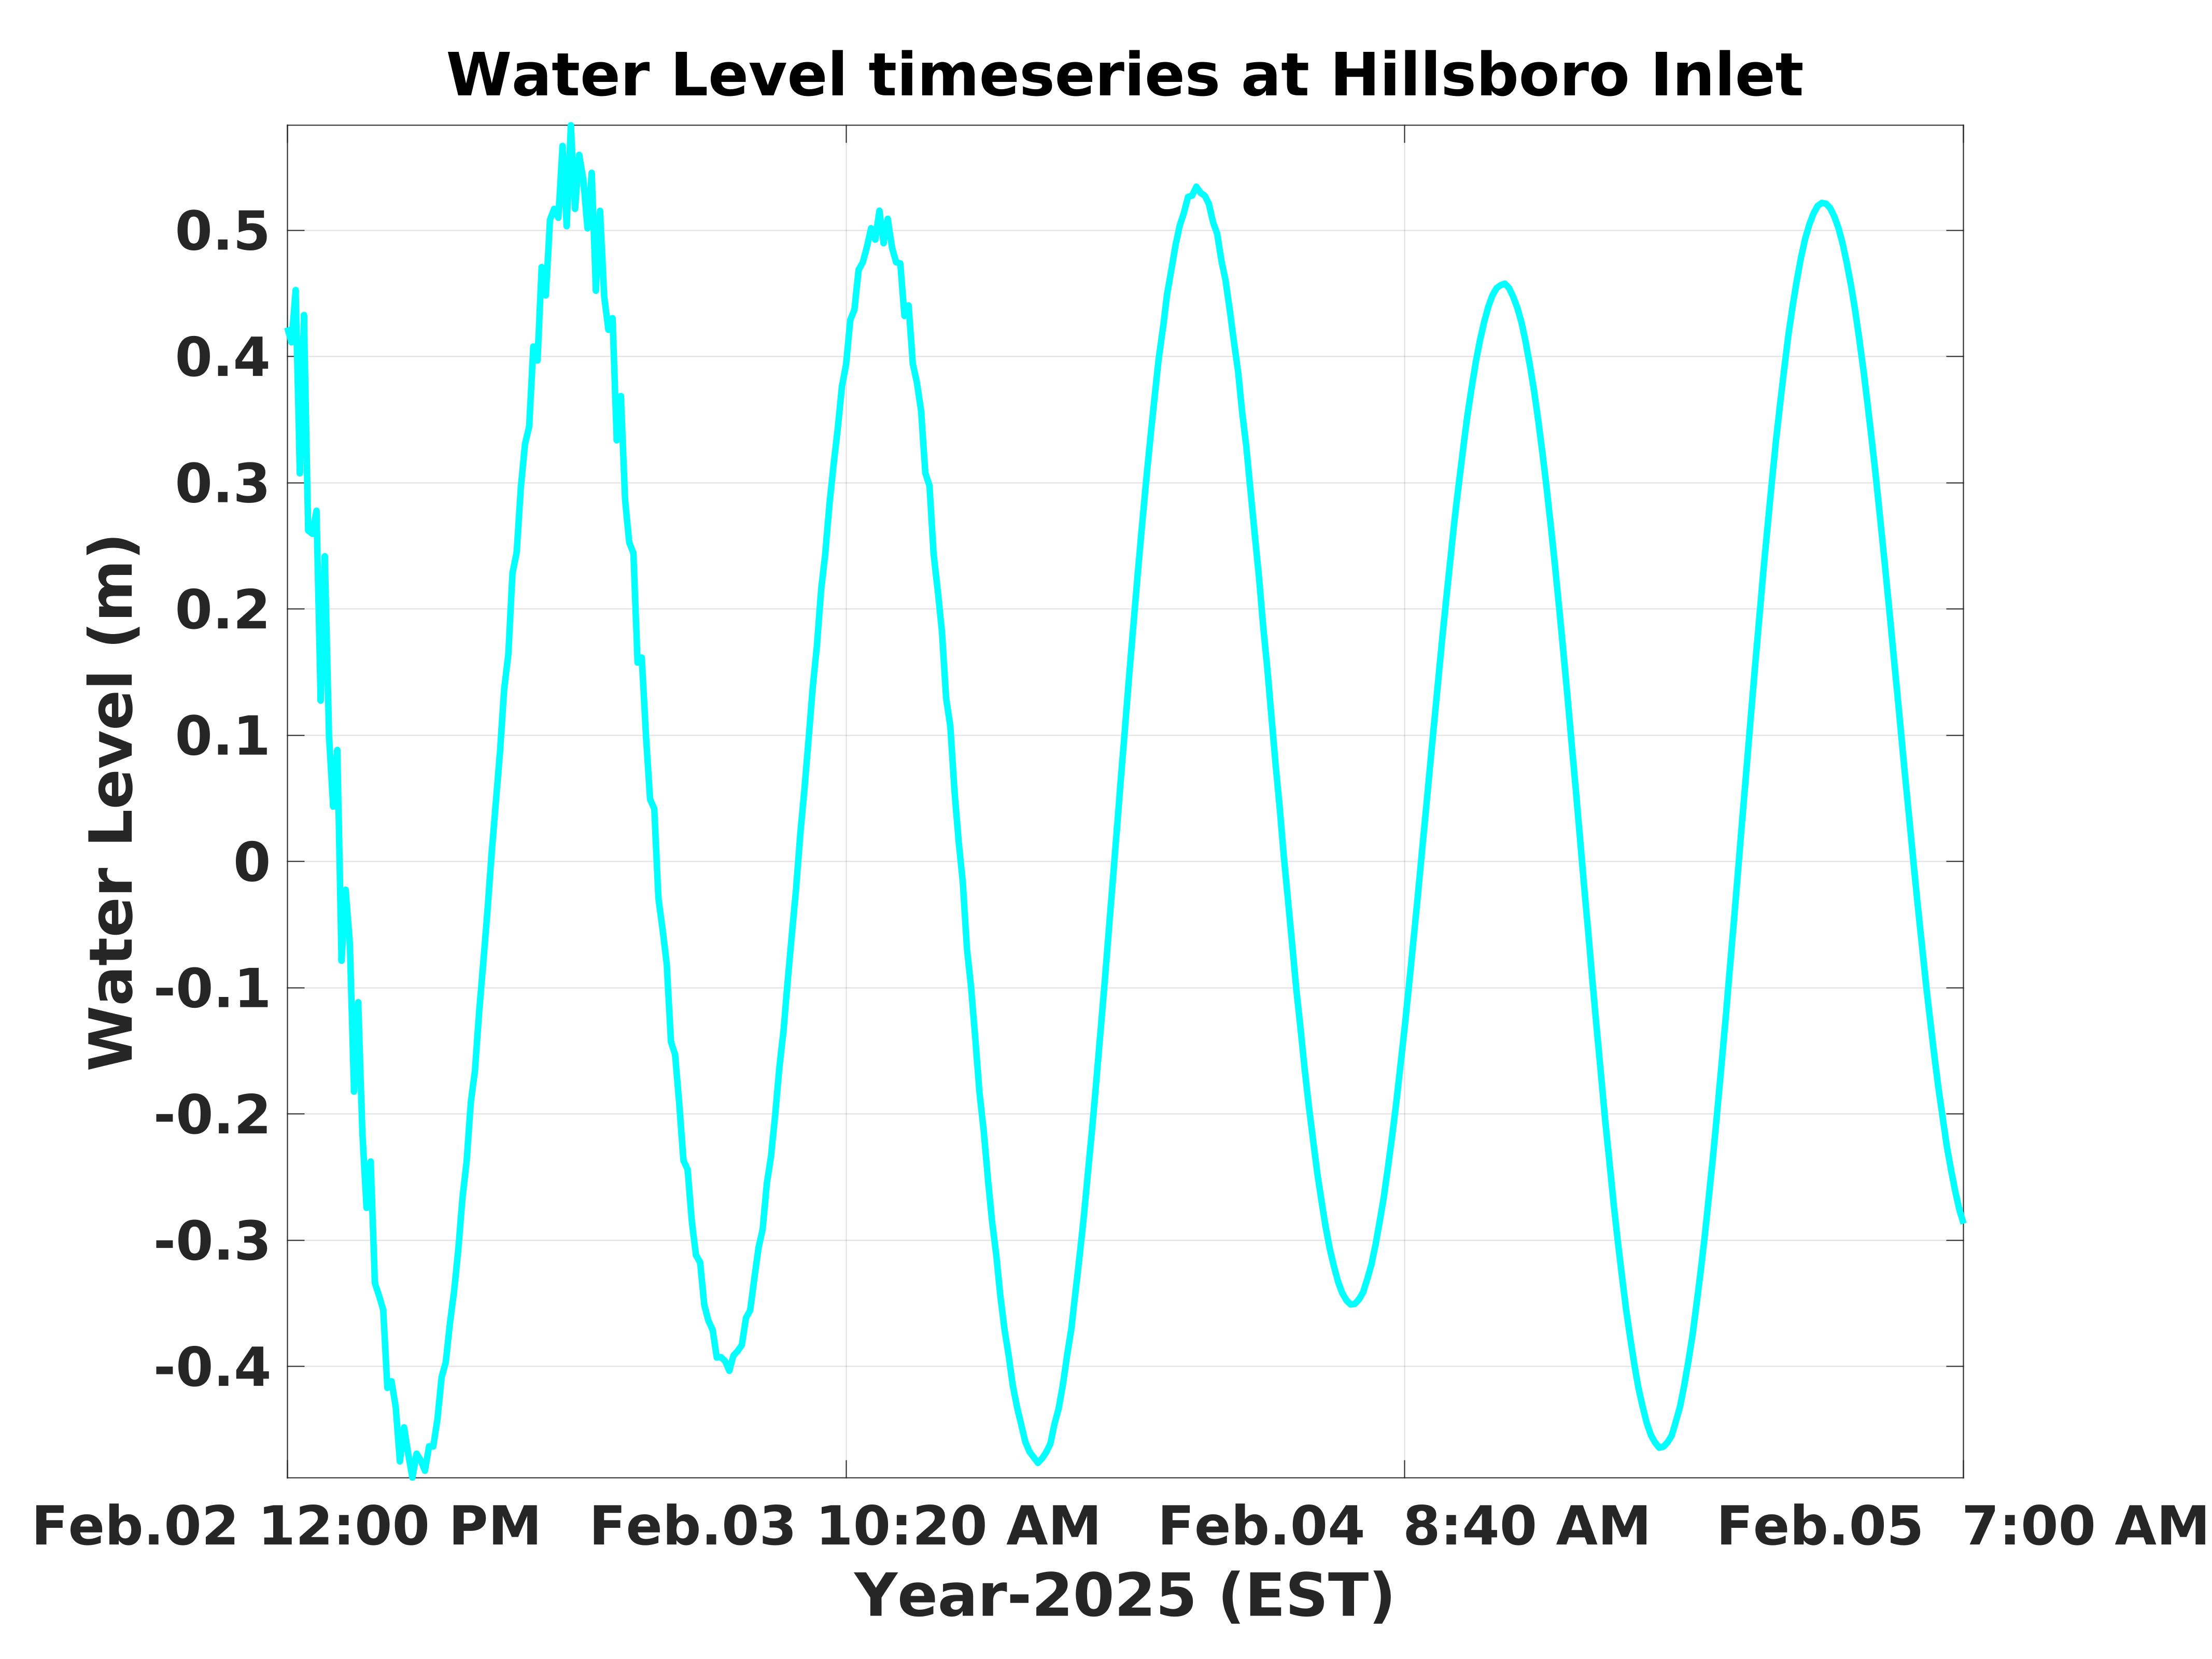 Water Level timeseries at Hillsboro Inlet
Water Level (m)
0.5
0.4
0.3
0.2
0.1
0
-0.1
-0.2
-0.3
-0.4
Feb.02 12:00 PM Feb.03 10:20 AM Feb.04 8:40 AM Feb.05 7:00 AM
Year-2025 (EST)